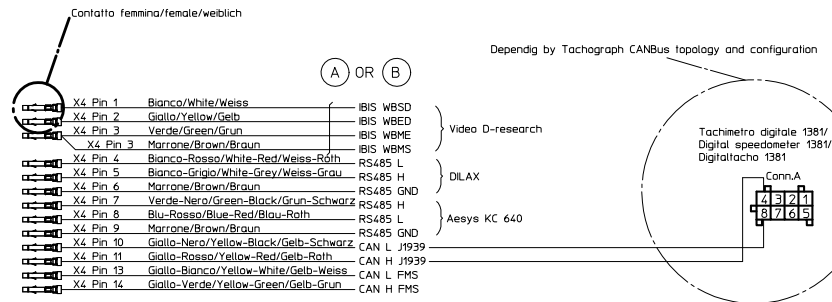 Contatto femmina/female/weiblich
A OR B
Dependig by Tachograph CANBus topology and configuration
X4 Pin 1 Bianco/White/Weiss IBIS WBSD
X4 Pin 2 Giallo/Yellow/Gelb IBIS WBED
X4 Pin 3 Verde/Green/Grun IBIS WBME
X4 Pin 3 Marrone/Brown/Braun IBIS WBMS
Video D-research
X4 Pin 4 Bianco-Rosso/White-Red/Weiss-Roth RS485 L
X4 Pin 5 Bianco-Grigio/White-Grey/Weiss-Grau RS485 H
X4 Pin 6 Marrone/Brown/Braun RS485 GND
DILAX
X4 Pin 7 Verde-Nero/Green-Black/Grun-Schwarz RS485 H
X4 Pin 8 Blu-Rosso/Blue-Red/Blau-Roth RS485 L
X4 Pin 9 Marrone/Brown/Braun RS485 GND
Aesys KC 640
X4 Pin 10 Giallo-Nero/Yellow-Black/Gelb-Schwarz CAN L J1939
X4 Pin 11 Giallo-Rosso/Yellow-Red/Gelb-Roth CAN H J1939
X4 Pin 13 Giallo-Bianco/Yellow-White/Gelb-Weiss CAN L FMS
X4 Pin 14 Giallo-Verde/Yellow-Green/Gelb-Grun CAN H FMS
Tachimetro digitale 1381/
Digital speedometer 1381/
Digitaltacho 1381
Conn.A
4 3 2 1
8 7 6 5